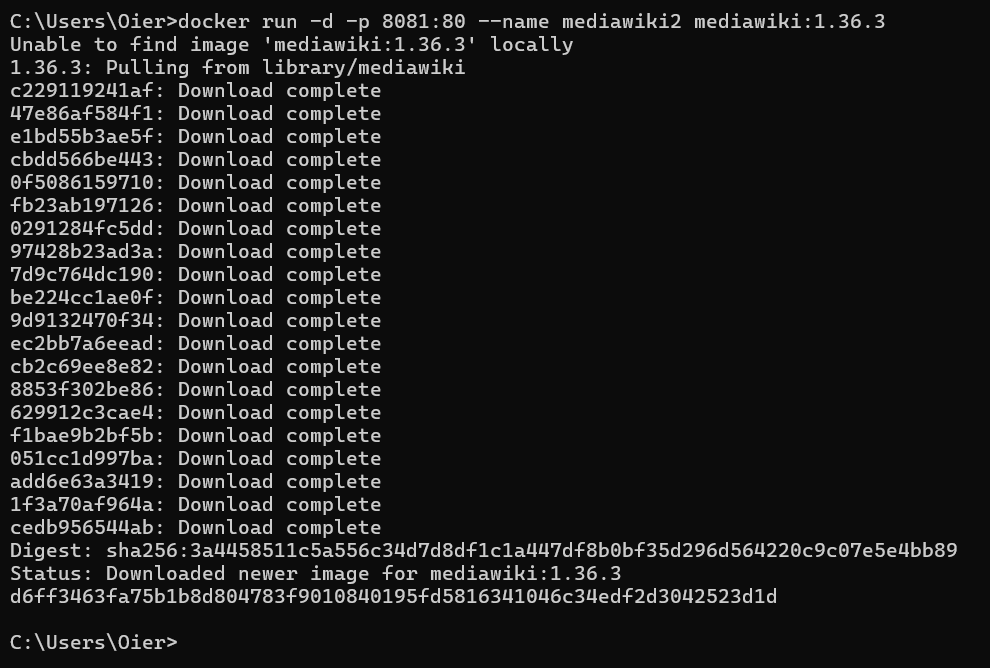 C:\Users\Oier>docker run -d -p 8081:80 --name mediawiki2 mediawiki:1.36.3
Unable to find image 'mediawiki:1.36.3' locally
1.36.3: Pulling from library/mediawiki
c229119241af: Download complete
47e86af584f1: Download complete
e1bd55b3ae5f: Download complete
cbdd566be443: Download complete
0f5086159710: Download complete
fb23ab197126: Download complete
0291284fc5dd: Download complete
97428b23ad3a: Download complete
7d9c764dc190: Download complete
be224cc1ae0f: Download complete
9d9132470f34: Download complete
ec2bb7a6eead: Download complete
cb2c69ee8e82: Download complete
8853f302be86: Download complete
629912c3cae4: Download complete
f1bae9b2bf5b: Download complete
051cc1d997ba: Download complete
add6e63a3419: Download complete
1f3a70af964a: Download complete
cedb956544ab: Download complete
Digest: sha256:3a4458511c5a556c34d7d8df1c1a447df8b0bf35d296d564220c9c07e5e4bb89
Status: Downloaded newer image for mediawiki:1.36.3
d6ff3463fa75b1b8d804783f9010840195fd5816341046c34edf2d3042523d1d
C:\Users\Oier>